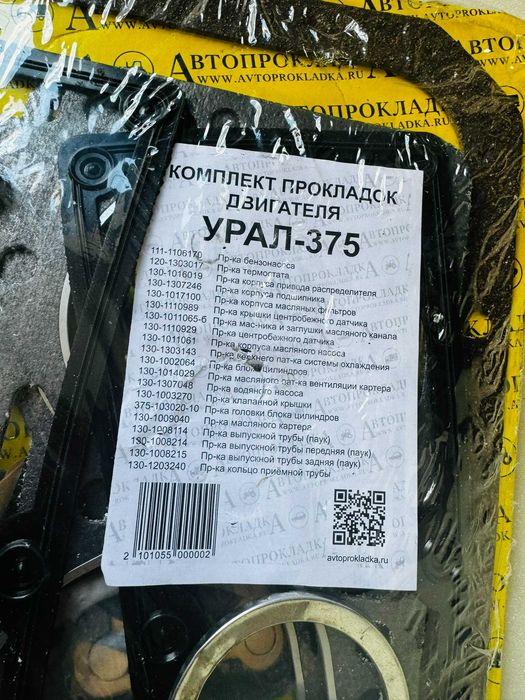 АВТОПРОКЛАДКА
WWW.AVTOPROKLADKA.RU
АВТОПРОКЛАД
КОМПЛЕКТ ПРОКЛАДОК
ДВИГАТЕЛЯ
УРАЛ-375
111-1106170 Пр-ка бензонасоса
120-1303017 Пр-ка термостата
130-1016019 Пр-ка корпуса привода распределителя
130-1307246 Пр-ка корпуса подшипника
130-1017100 Пр-ка корпуса масляных фильтров
130-1110989 Пр-ка крышки центробежного датчика
130-1011065-б Пр-ка мас-ника и заглушки масляного канала
130-1110929 Пр-ка центробежного датчика
130-1011061 Пр-ка корпуса масляного насоса
130-1303143 Пр-ка верхнего пат-ка системы охлаждения
130-1002064 Пр-ка блока цилиндров
130-1014029 Пр-ка масляного пат-ка вентиляции картера
130-1307048 Пр-ка водяного насоса
130-1003270 Пр-ка клапанной крышки
375-103020-10 Пр-ка головки блока цилиндров
130-1009040 Пр-ка масляного картера
130-1008114 Пр-ка выпускной трубы (паук)
130-1008214 Пр-ка выпускной трубы передняя (паук)
130-1008215 Пр-ка выпускной трубы задняя (паук)
130-1203240 Пр-ка кольцо приёмной трубы
2 101055 000002
avtoprokladka.ru